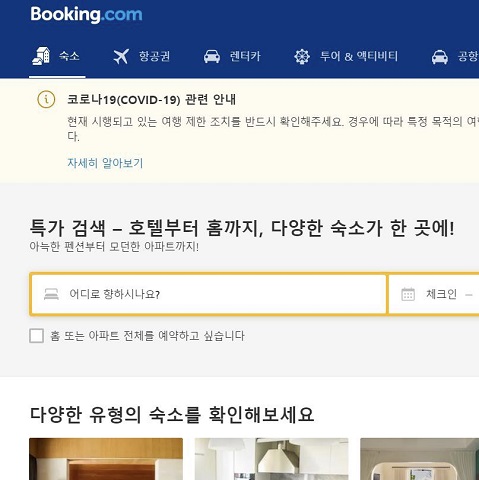 Booking.com
숙소 항공권 렌터카 투어 & 액티비티 공항
코로나19(COVID-19) 관련 안내
현재 시행되고 있는 여행 제한 조치를 반드시 확인해주세요. 경우에 따라 특정 목적의 여
다.
자세히 알아보기
특가 검색 – 호텔부터 홈까지, 다양한 숙소가 한 곳에!
아늑한 펜션부터 모던한 아파트까지!
어디로 향하시나요? 체크인 –
홈 또는 아파트 전체를 예약하고 싶습니다
다양한 유형의 숙소를 확인해보세요